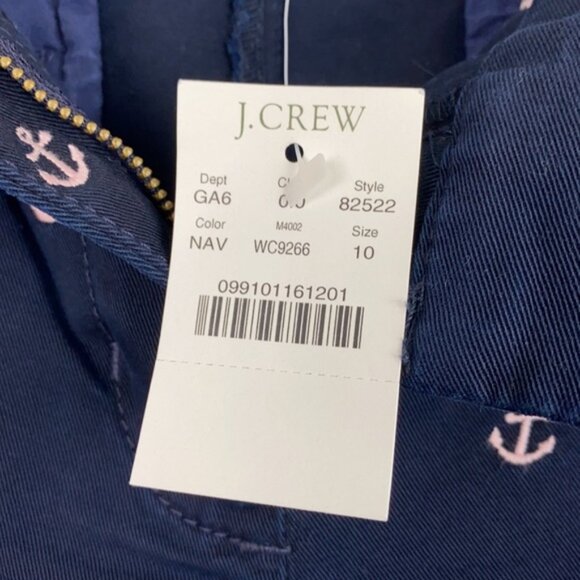 J.CREW
Dept Style
GA6 82522
Color M4002 Size
NAV WC9266 10
099101161201